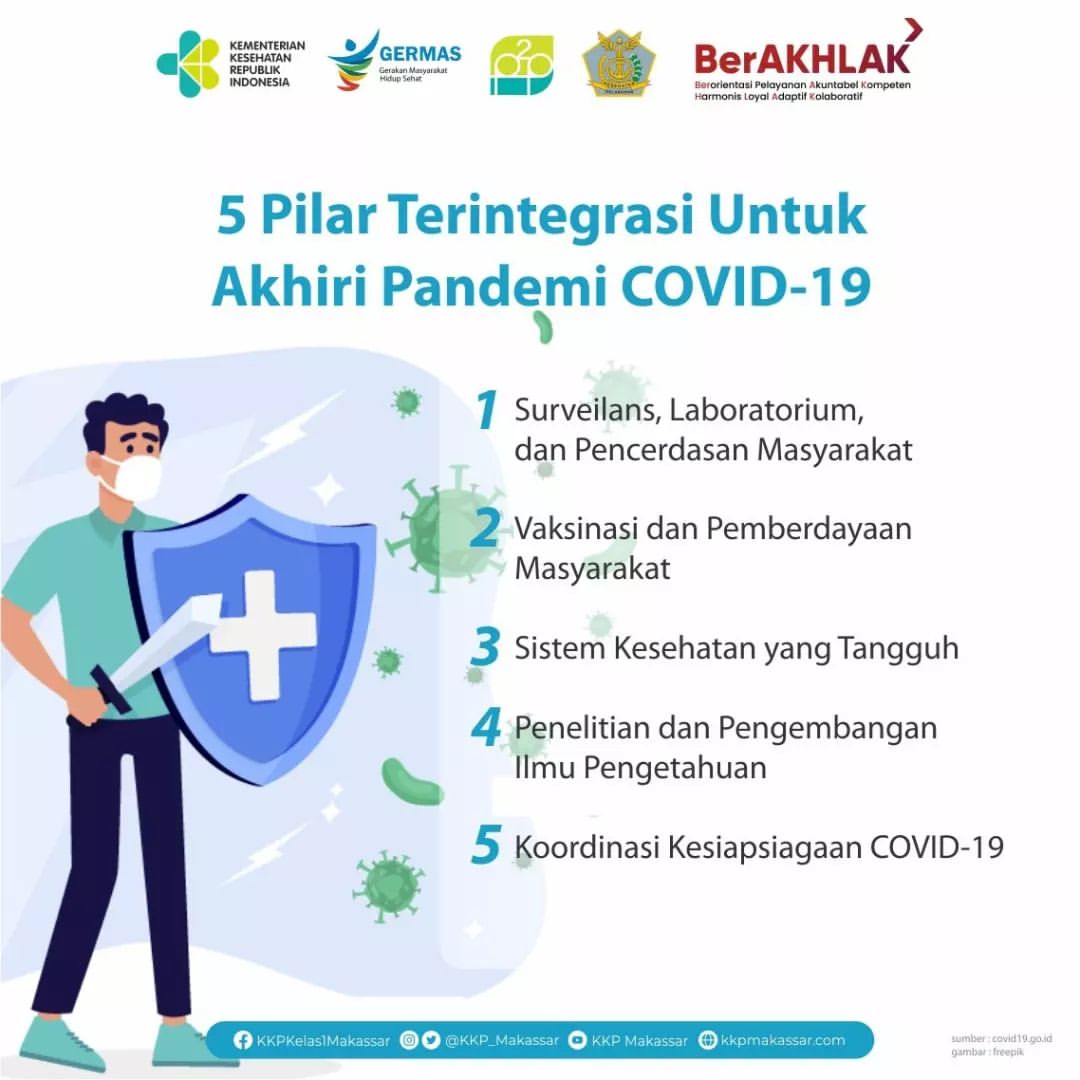 KEMENTERIAN
KESEHATAN
REPUBLIK
INDONESIA
GERMAS
Gerakan Masyarakat
Hidup Sehat
p2p
KESEHATAN
PELABUHAN
BerAKHLAK
Berorientasi Pelayanan Akuntabel Kompeten
Harmonis Loyal Adaptif Kolaboratif
5 Pilar Terintegrasi Untuk
Akhiri Pandemi COVID-19
1 Surveilans, Laboratorium,
dan Pencerdasan Masyarakat
2 Vaksinasi dan Pemberdayaan
Masyarakat
3 Sistem Kesehatan yang Tangguh
4 Penelitian dan Pengembangan
Ilmu Pengetahuan
5 Koordinasi Kesiapsiagaan COVID-19
KKPKelas1Makassar @KKP_Makassar KKP Makassar kkpmakassar.com
sumber : covid19.go.id
gambar : freepik